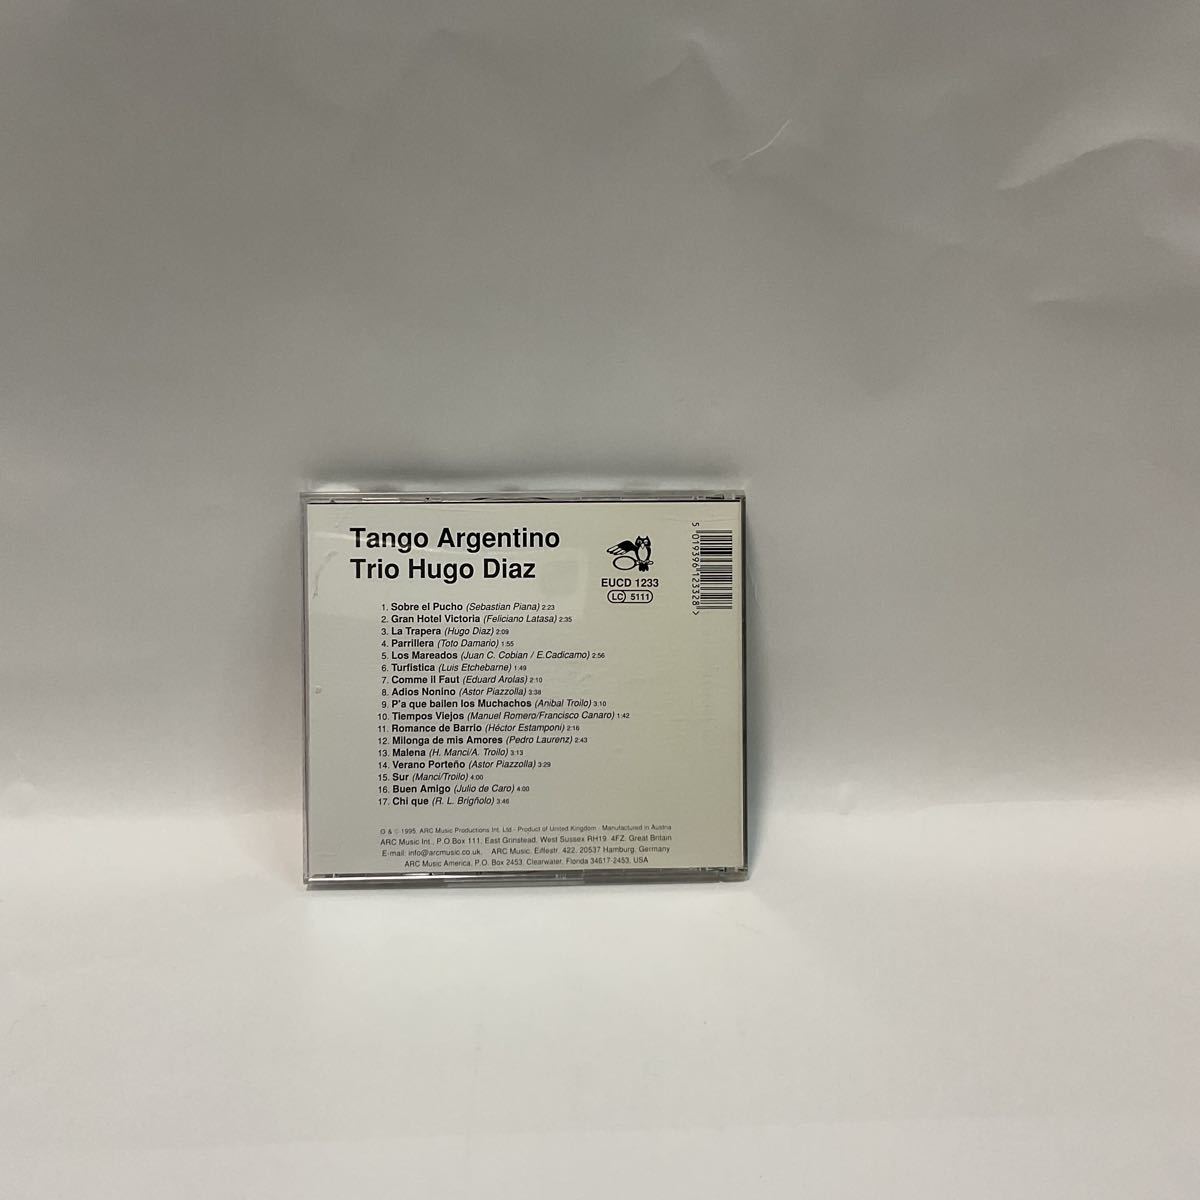 Tango Argentino
Trio Hugo Diaz
EUCD 1233
LC 5111
5 019396 123328 >
1. Sobre el Pucho (Sebastian Piana) 2:23
2. Gran Hotel Victoria (Feliciano Latasa) 2:35
3. La Trapera (Hugo Diaz) 2:09
4. Parrillera (Toto Damario) 1:55
5. Los Mareados (Juan C. Cobian / E.Cadicamo) 2:56
6. Turfistica (Luis Etchebarne) 1:49
7. Comme il Faut (Eduard Arolas) 2:10
8. Adios Nonino (Astor Piazzolla) 3:38
9. P'a que bailen los Muchachos (Anibal Troilo) 3:10
10. Tiempos Viejos (Manuel Romero/Francisco Canaro) 1:42
11. Romance de Barrio (Héctor Estamponi) 2:16
12. Milonga de mis Amores (Pedro Laurenz) 2:43
13. Malena (H. Manci/A. Troilo) 3:13
14. Verano Porteño (Astor Piazzolla) 3:29
15. Sur (Manci/Troilo) 4:00
16. Buen Amigo (Julio de Caro) 4:00
17. Chi que (R. L. Brigñolo) 3:46
℗ & © 1995, ARC Music Productions Int. Ltd.- Product of United Kingdom - Manufactured in Austria
ARC Music Int., P.O Box 111, East Grinstead, West Sussex RH19. 4FZ, Great Britain
E-mail: info@arcmusic.co.uk, ARC Music, Eiffestr. 422, 20537 Hamburg, Germany
ARC Music America, P.O. Box 2453, Clearwater, Florida 34617-2453, USA